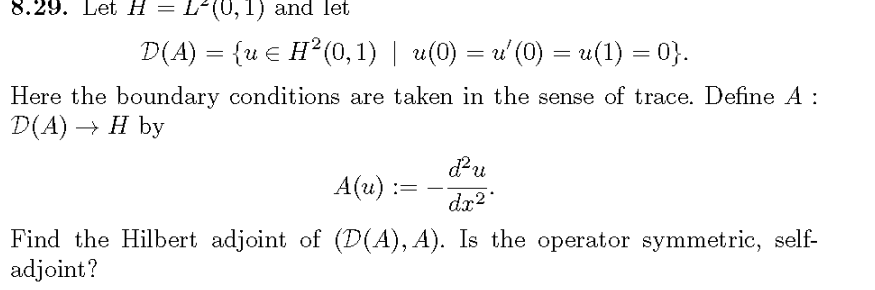 8.29. Let H = L²(0, 1) and let
D(A) = {u ∈ H²(0, 1) | u(0) = u′(0) = u(1) = 0}.
Here the boundary conditions are taken in the sense of trace. Define A :
D(A) → H by
A(u) := −d²u/dx².
Find the Hilbert adjoint of (D(A), A). Is the operator symmetric, self-
adjoint?